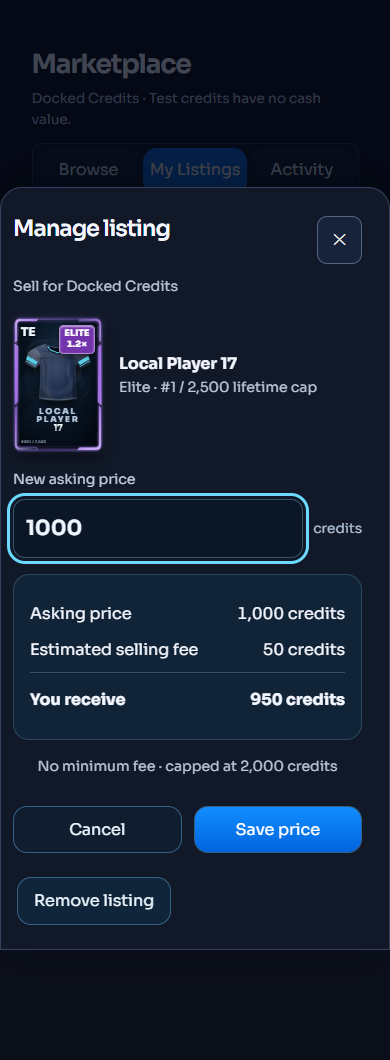 Marketplace
Docked Credits · Test credits have no cash
value.
Browse
My Listings
Activity
Manage listing
×
Sell for Docked Credits
TE
ELITE
1.2×
LOCAL
PLAYER
17
#001 / 2,500
Local Player 17
Elite · #1 / 2,500 lifetime cap
New asking price
1000
credits
Asking price
1,000 credits
Estimated selling fee
50 credits
You receive
950 credits
No minimum fee · capped at 2,000 credits
Cancel
Save price
Remove listing